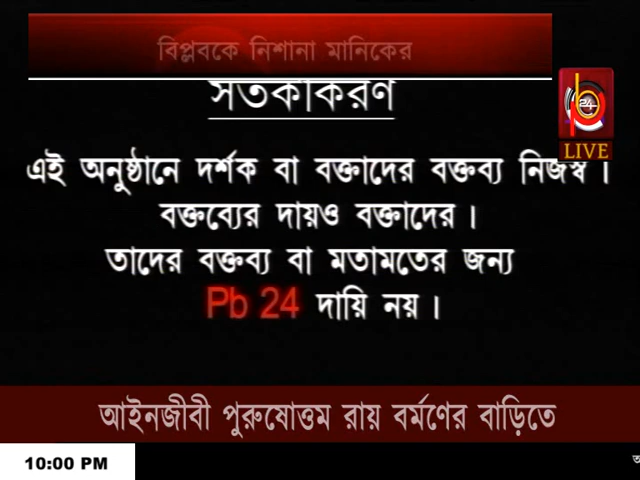 বিপ্লবকে নিশানা মানিকের
সতর্কীকরণ
24
LIVE
এই অনুষ্ঠানে দর্শক বা বক্তাদের বক্তব্য নিজস্ব।
বক্তব্যের দায়ও বক্তাদের।
তাদের বক্তব্য বা মতামতের জন্য
Pb 24 দায়ি নয়।
আইনজীবী পুরুষোত্তম রায় বর্মণের বাড়িতে
10:00 PM